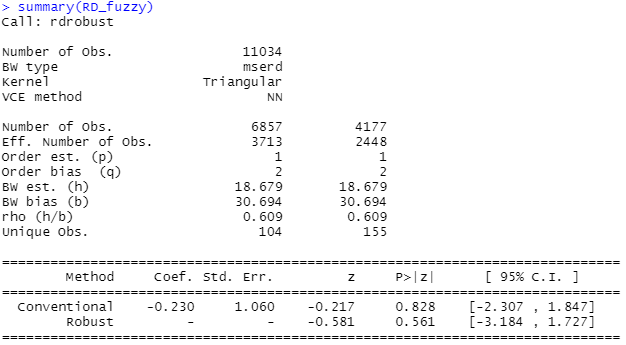 > summary(RD_fuzzy)
Call: rdrobust
Number of Obs. 11034
BW type mserd
Kernel Triangular
VCE method NN
Number of Obs. 6857 4177
Eff. Number of Obs. 3713 2448
Order est. (p) 1 1
Order bias (q) 2 2
BW est. (h) 18.679 18.679
BW bias (b) 30.694 30.694
rho (h/b) 0.609 0.609
Unique Obs. 104 155
=============================================================================
Method Coef. Std. Err. z P>|z| [ 95% C.I. ]
=============================================================================
Conventional -0.230 1.060 -0.217 0.828 [-2.307 , 1.847]
Robust - - -0.581 0.561 [-3.184 , 1.727]
=============================================================================